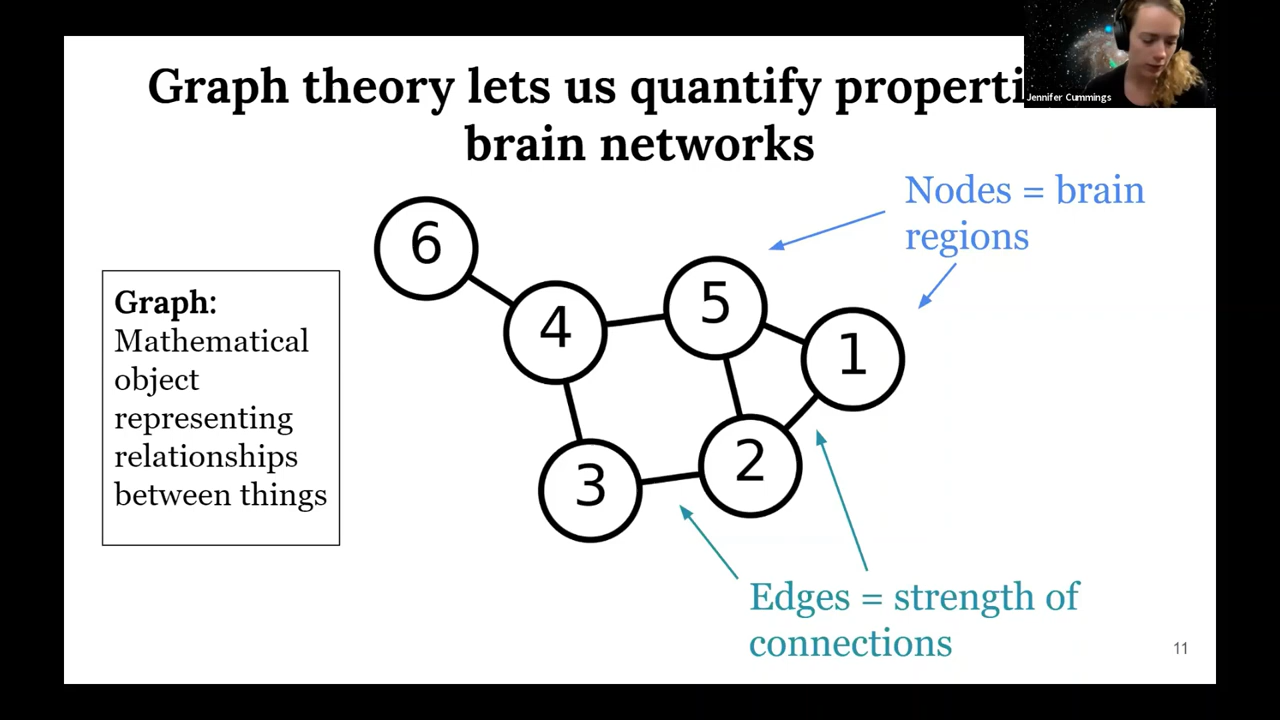 Graph theory lets us quantify properti
brain networks
Jennifer Cummings
Nodes = brain
regions
6
5
4
1
Graph:
Mathematical
object
representing
relationships
between things
2
3
Edges = strength of
connections
11